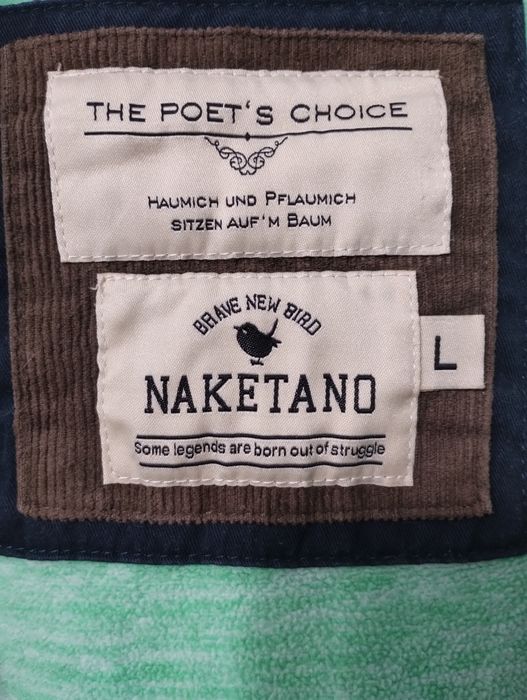 THE POET'S CHOICE
HAUMICH UND PFLAUMICH
SITZEN AUF'M BAUM
BRAVE NEW BIRD
NAKETANO
L
Some legends are born out of struggle